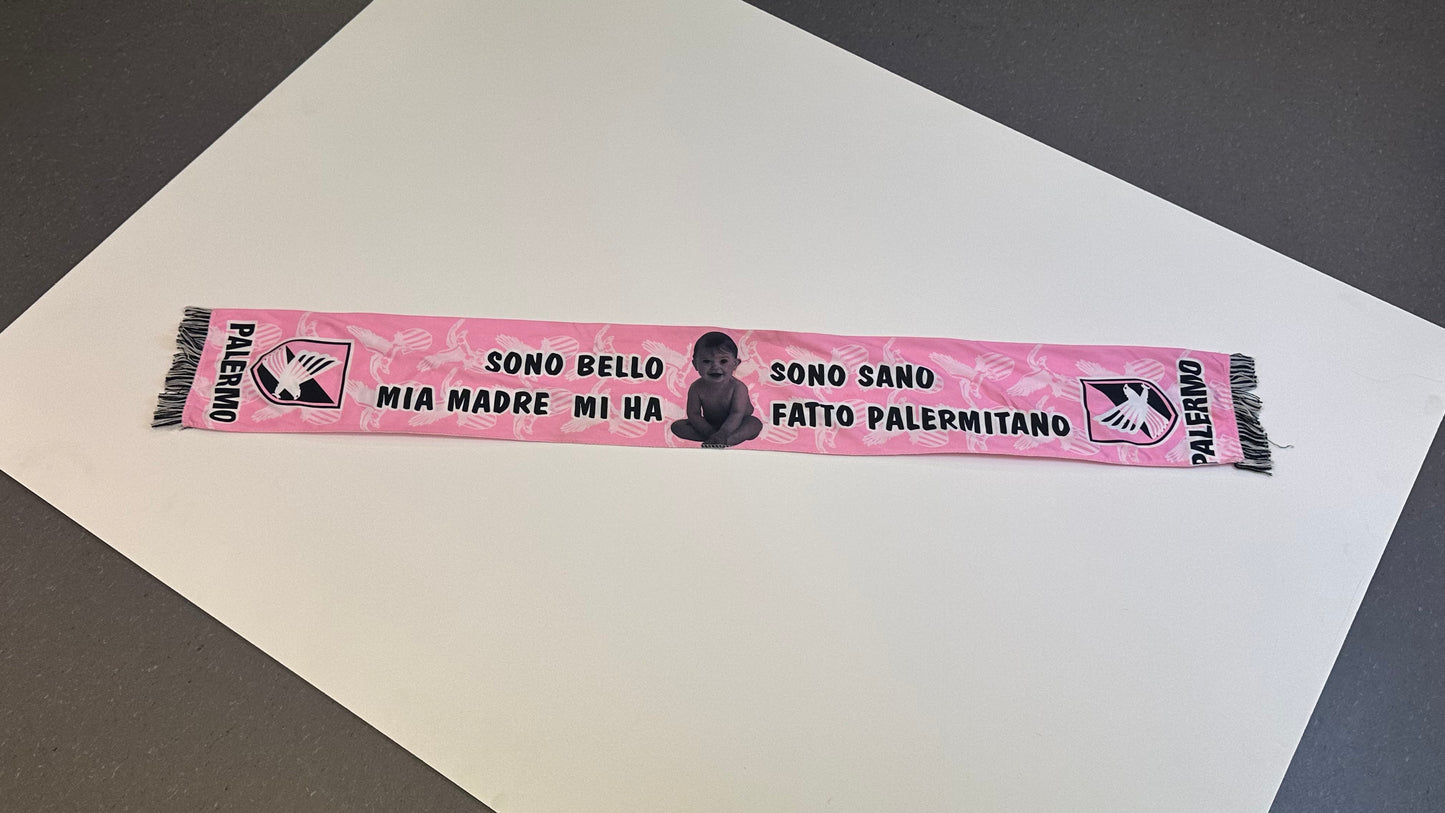 PALERMO
SONO BELLO SONO SANO
MIA MADRE MI HA FATTO PALERMITANO
PALERMO